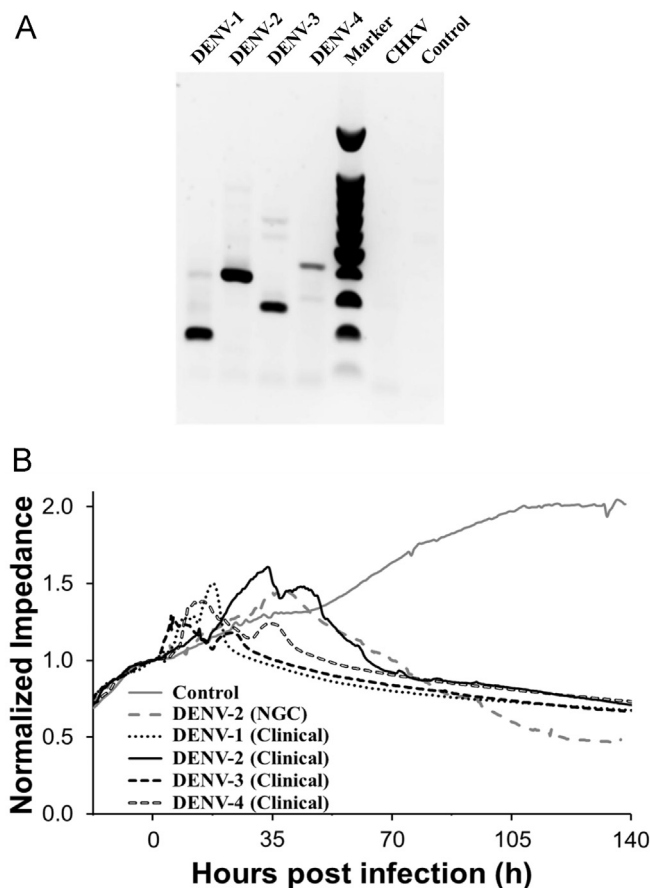 A
DENV-1
DENV-2
DENV-3
DENV-4
Marker
CHKV
Control
B
Normalized Impedance
2.0
1.5
1.0
0.5
0.0
Control
DENV-2 (NGC)
DENV-1 (Clinical)
DENV-2 (Clinical)
DENV-3 (Clinical)
DENV-4 (Clinical)
0 35 70 105 140
Hours post infection (h)